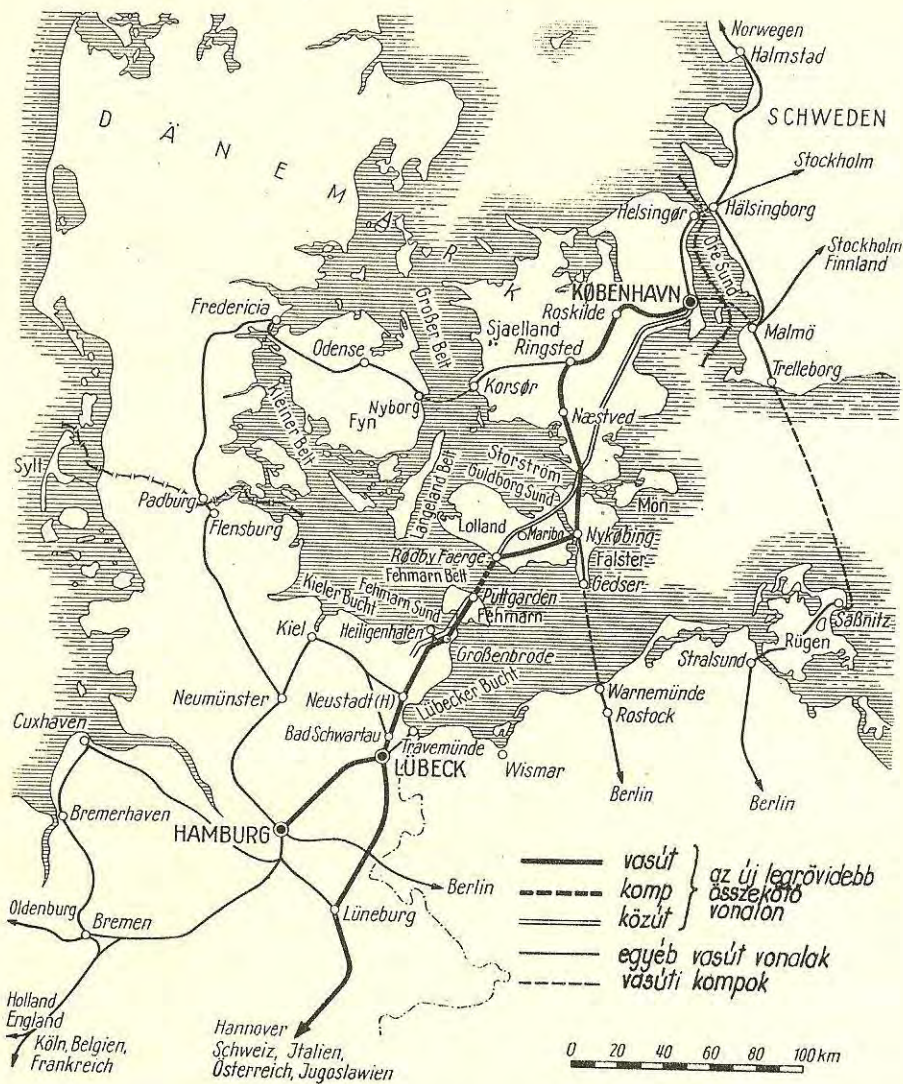 Norwegen
Halmstad
DÄNEMARK
SCHWEDEN
Stockholm
Helsingør
Hälsingborg
Öre Sund
Stockholm
Finnland
KØBENHAVN
Fredericia
Großer Belt
Sjaelland
Roskilde
Malmö
Odense
Ringsted
Trelleborg
Kleiner Belt
Nyborg
Fyn
Korsør
Næstved
Sylt
Langeland Belt
Storström
Guldborg Sund
Mön
Padburg
Flensburg
Lolland
Maribo
Nykøbing
Rødby Faerge
Falster
Fehmarn Belt
Gedser
Kieler Bucht
Fehmarn Sund
Puttgarden
Fehmarn
Saßnitz
Kiel
Heiligenhafen
Rügen
Großenbrode
Stralsund
Neumünster
Neustadt (H)
Lübecker Bucht
Warnemünde
Rostock
Cuxhaven
Bad Schwartau
Travemünde
LÜBECK
Wismar
Berlin
Berlin
Bremerhaven
HAMBURG
Berlin
Oldenburg
Bremen
Lüneburg
vasút
komp
közút
az új legrövidebb
összekötő
vonalon
egyéb vasút vonalak
vasúti kompok
Holland
England
Köln, Belgien,
Frankreich
Hannover
Schweiz, Jtalien,
Österreich, Jugoslawien
0 20 40 60 80 100 km